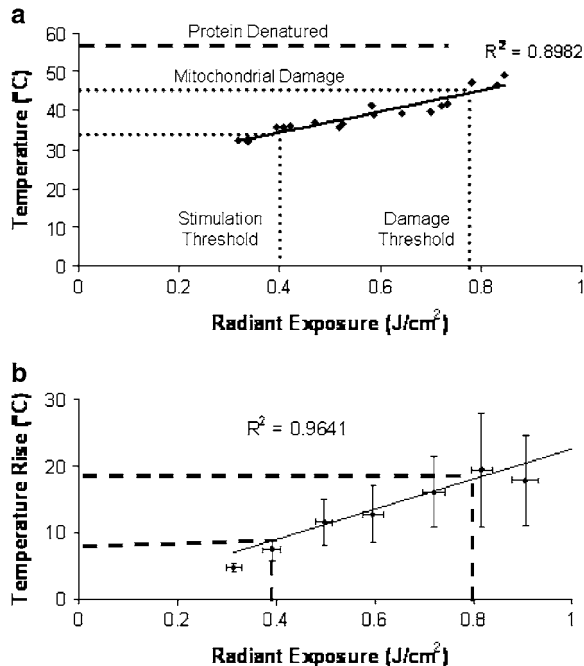 a
60
50
40
30
20
10
0
Temperature (°C)
Protein Denatured
R² = 0.8982
Mitochondrial Damage
Stimulation
Threshold
Damage
Threshold
0 0.2 0.4 0.6 0.8 1
Radiant Exposure (J/cm²)
b
30
20
10
0
Temperature Rise (°C)
R² = 0.9641
0 0.2 0.4 0.6 0.8 1
Radiant Exposure (J/cm²)